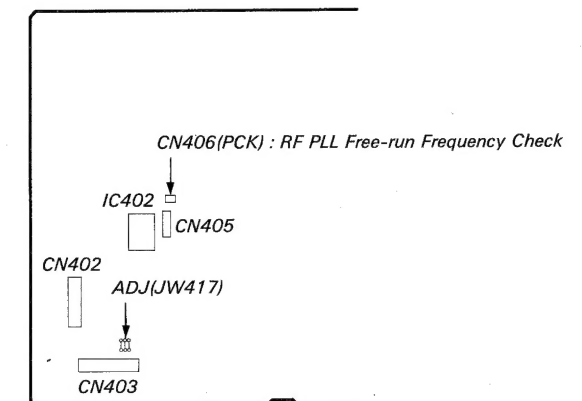 CN406(PCK) : RF PLL Free-run Frequency Check
IC402
CN405
CN402
ADJ(JW417)
CN403